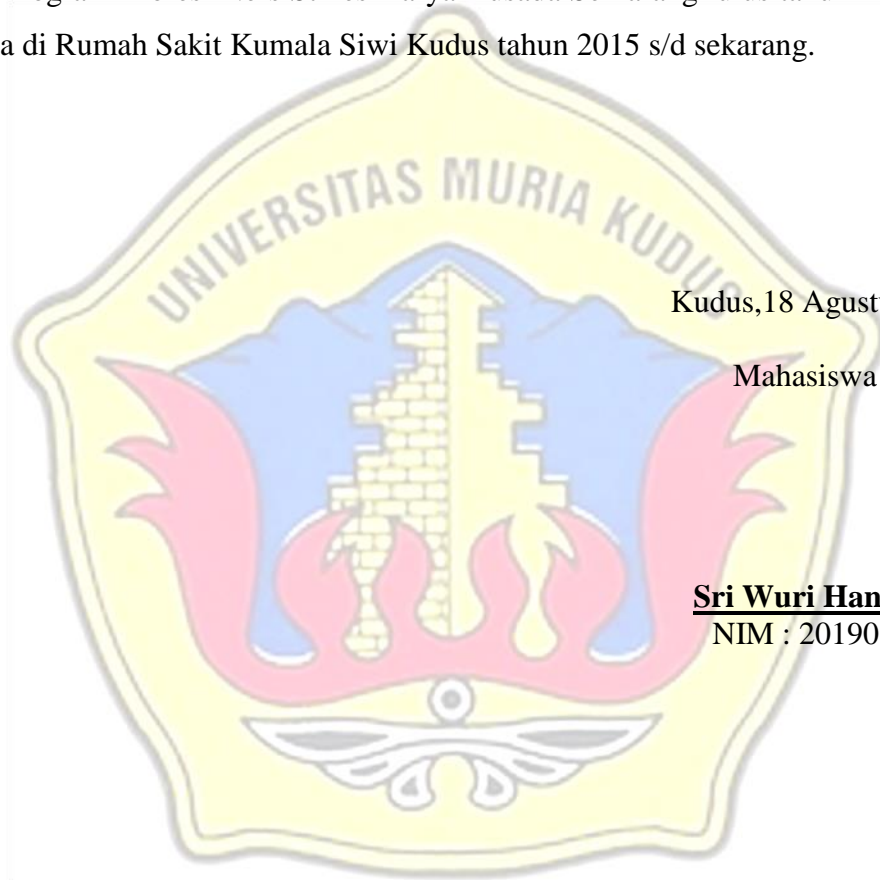 a di Rumah Sakit Kumala Siwi Kudus tahun 2015 s/d sekarang.
UNIVERSITAS MURIA KUDUS
Kudus,18 Agust
Mahasiswa
Sri Wuri Han
NIM : 20190